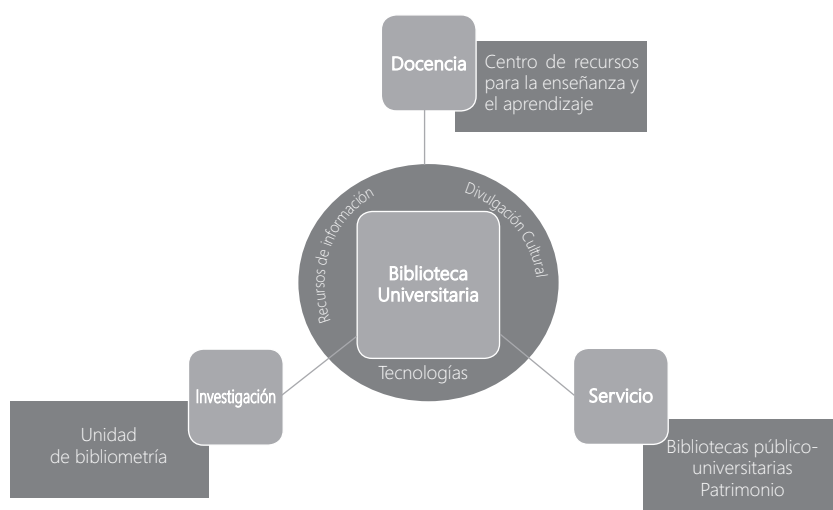 Docencia
Centro de recursos
para la enseñanza y
el aprendizaje
Recursos de información
Divulgación Cultural
Biblioteca
Universitaria
Tecnologías
Investigación
Unidad
de bibliometría
Servicio
Bibliotecas público-
universitarias
Patrimonio